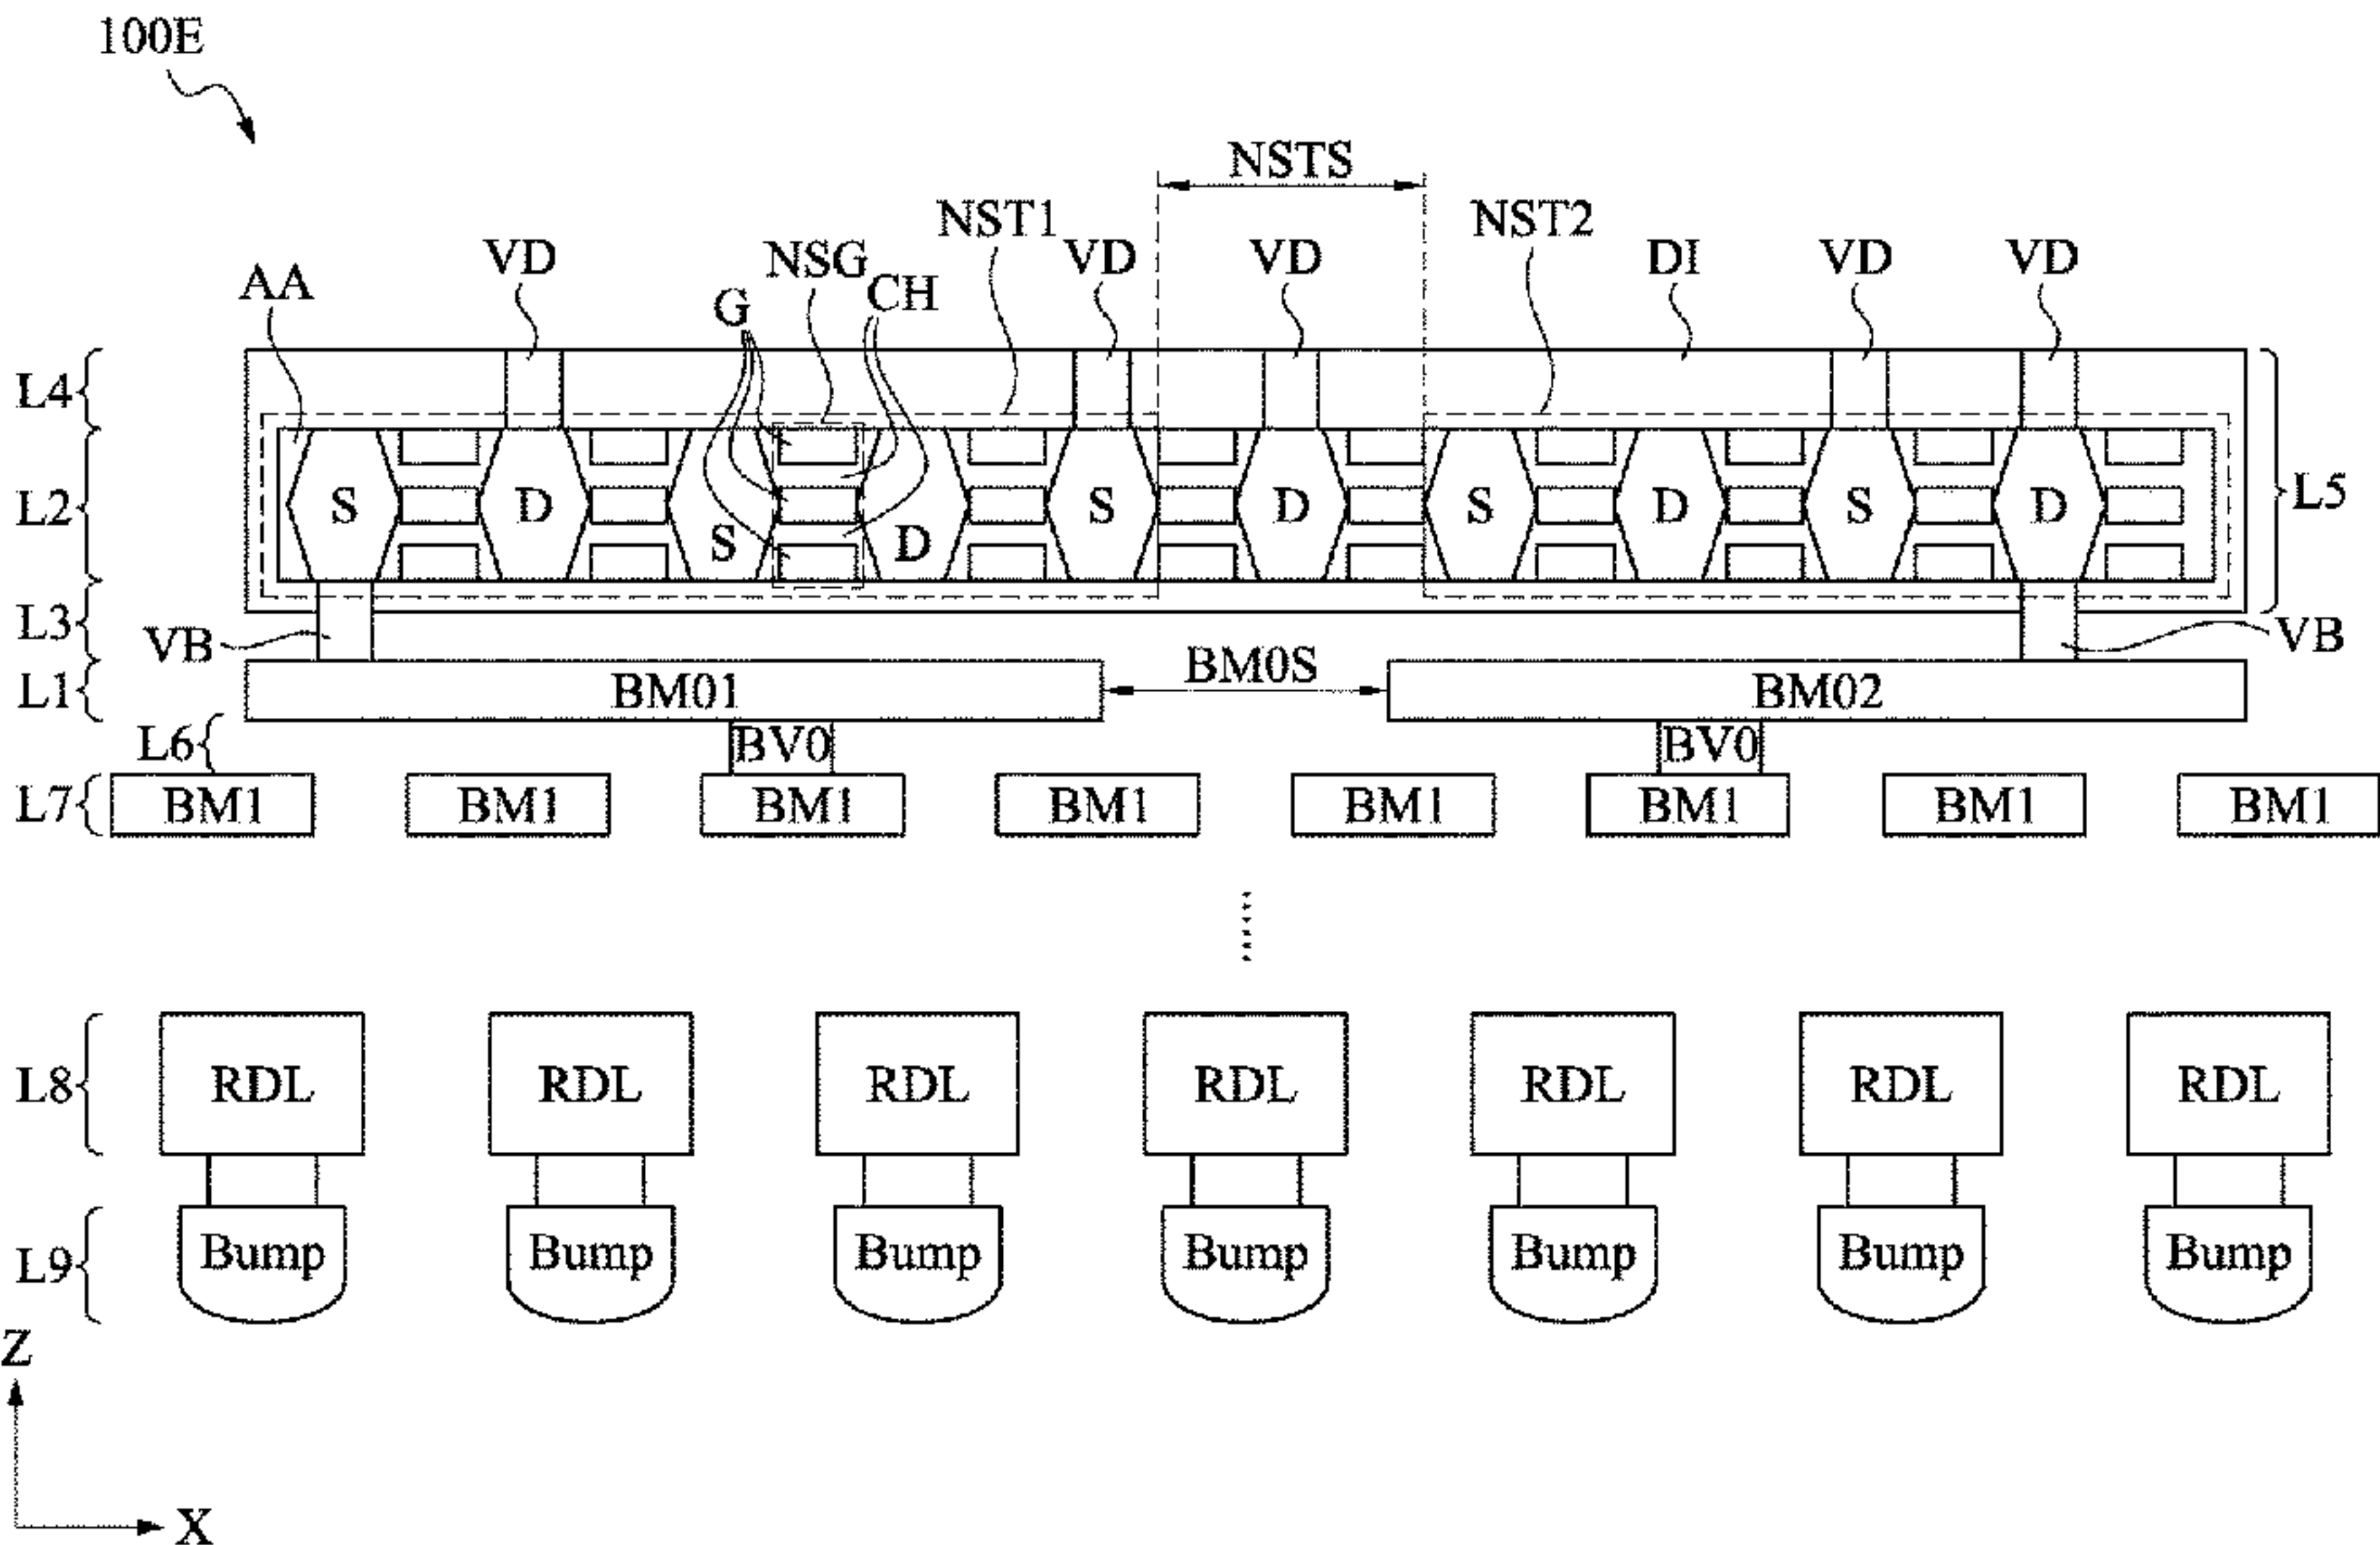 100E
NSTS
NST1
NST2
VD
NSG
VD
VD
DI
VD
VD
AA
G
CH
L4
L2
S
D
S
D
S
D
S
D
S
D
L5
L3
VB
VB
L1
BM01
BM0S
BM02
L6
BV0
BV0
L7
BM1
BM1
BM1
BM1
BM1
BM1
BM1
BM1
L8
RDL
RDL
RDL
RDL
RDL
RDL
RDL
L9
Bump
Bump
Bump
Bump
Bump
Bump
Bump
Z
X